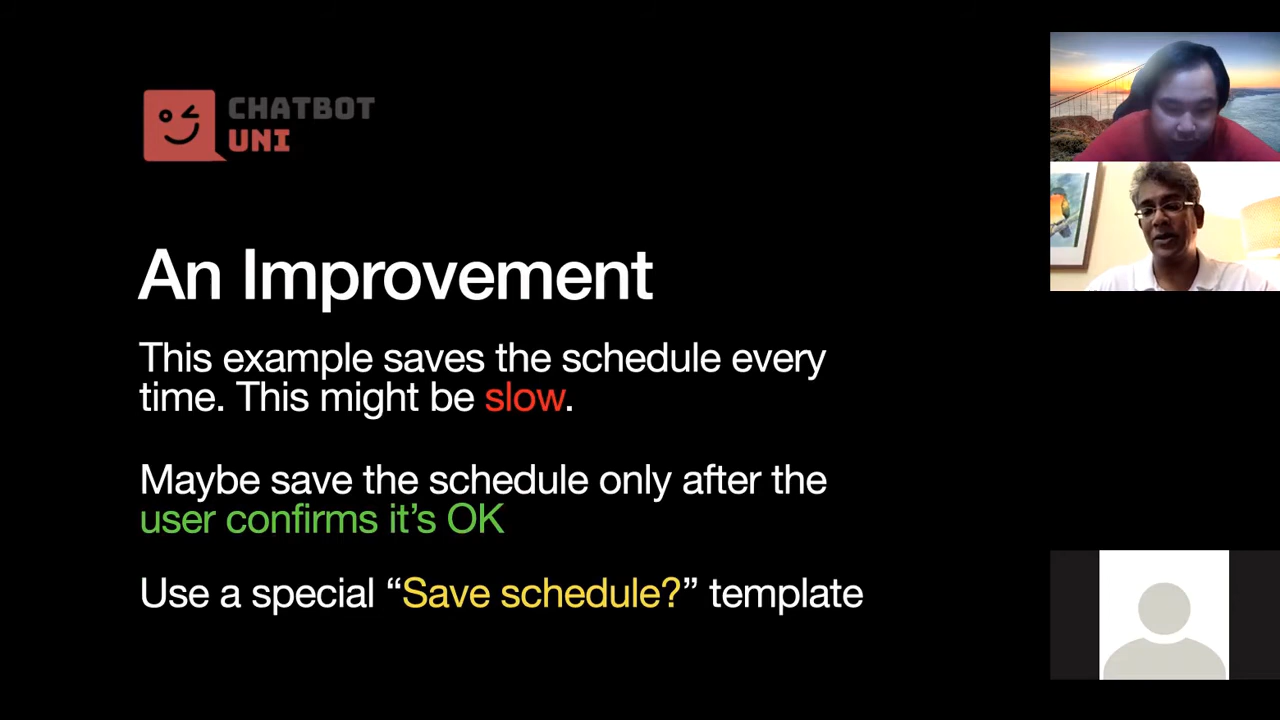 CHATBOT
UNI
An Improvement
This example saves the schedule every
time. This might be slow.
Maybe save the schedule only after the
user confirms it’s OK
Use a special “Save schedule?” template